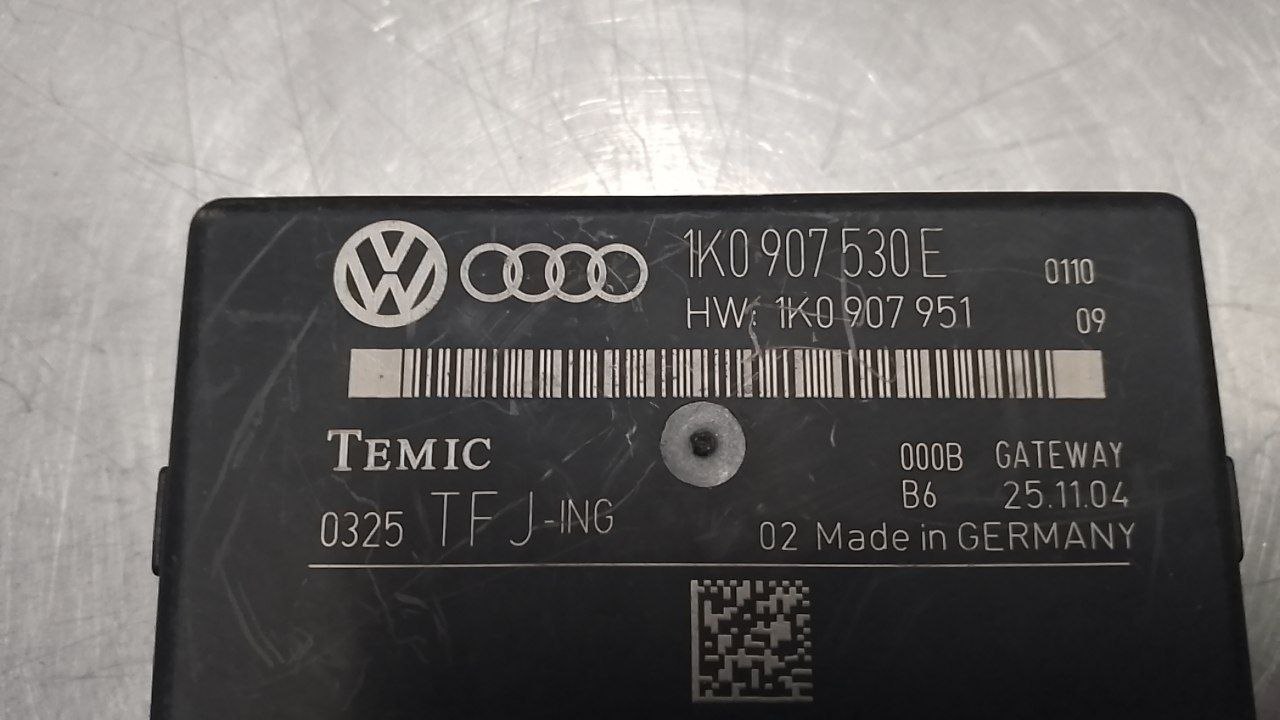 1K0 907 530 E 0110
HW: 1K0 907 951 09
TEMIC
000B GATEWAY
B6 25.11.04
0325 TFJ-ING
02 Made in GERMANY